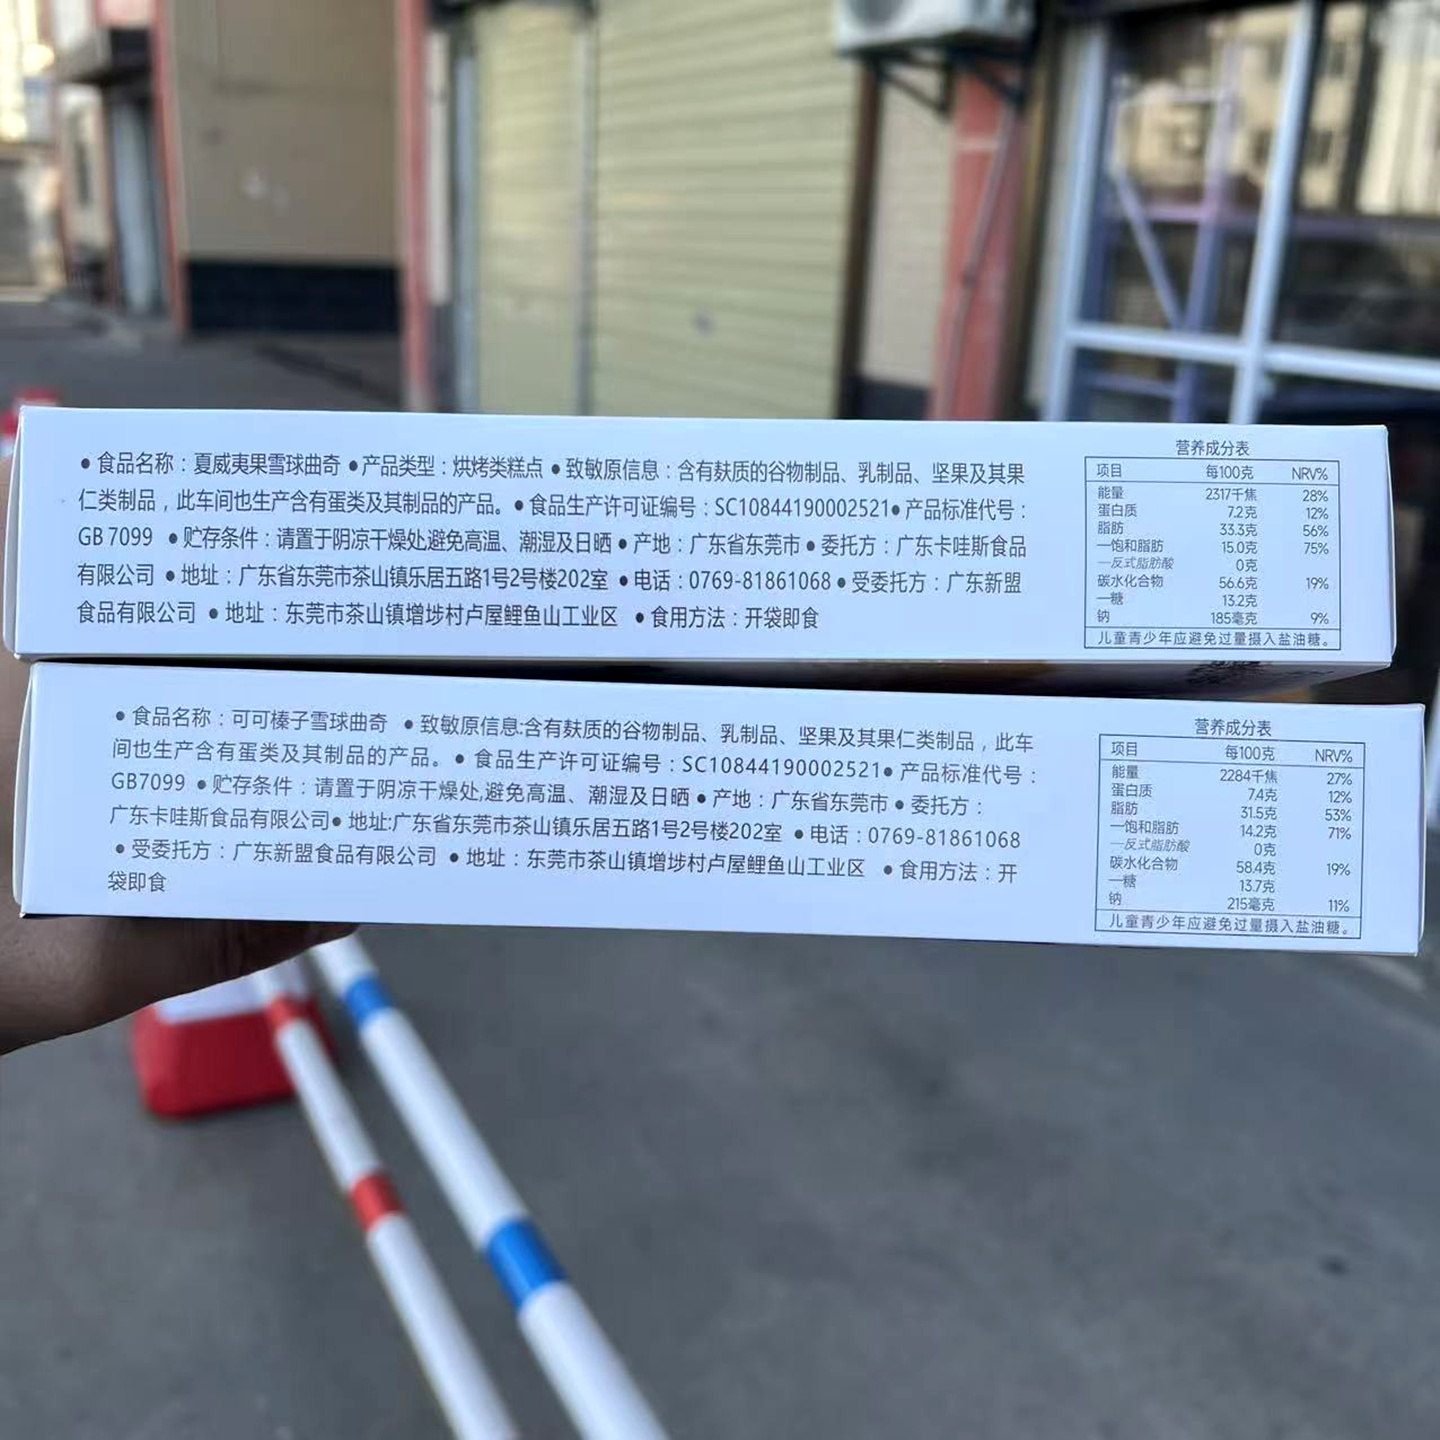 ● 食品名称：夏威夷果雪球曲奇 ●产品类型：烘烤类糕点 ● 致敏原信息：含有麸质的谷物制品、乳制品、坚果及其果
仁类制品，此车间也生产含有蛋类及其制品的产品。● 食品生产许可证编号：SC10844190002521● 产品标准代号：
GB 7099 ●贮存条件：请置于阴凉干燥处避免高温、潮湿及日晒 ● 产地：广东省东莞市 ● 委托方：广东卡哇斯食品
有限公司 ● 地址：广东省东莞市茶山镇乐居五路1号2号楼202室 ● 电话：0769-81861068 ● 受委托方：广东新盟
食品有限公司 ● 地址：东莞市茶山镇增埗村卢屋鲤鱼山工业区 ● 食用方法：开袋即食
营养成分表
项目 每100克 NRV%
能量 2317千焦 28%
蛋白质 7.2克 12%
脂肪 33.3克 56%
—饱和脂肪 15.0克 75%
—反式脂肪酸 0克
碳水化合物 56.6克 19%
—糖 13.2克
钠 185毫克 9%
儿童青少年应避免过量摄入盐油糖。
● 食品名称：可可榛子雪球曲奇 ● 致敏原信息:含有麸质的谷物制品、乳制品、坚果及其果仁类制品，此车
间也生产含有蛋类及其制品的产品。● 食品生产许可证编号：SC10844190002521● 产品标准代号：
GB7099 ●贮存条件：请置于阴凉干燥处,避免高温、潮湿及日晒 ● 产地：广东省东莞市 ● 委托方：
广东卡哇斯食品有限公司● 地址:广东省东莞市茶山镇乐居五路1号2号楼202室 ● 电话：0769-81861068
● 受委托方：广东新盟食品有限公司 ● 地址：东莞市茶山镇增埗村卢屋鲤鱼山工业区 ● 食用方法：开
袋即食
营养成分表
项目 每100克 NRV%
能量 2284千焦 27%
蛋白质 7.4克 12%
脂肪 31.5克 53%
—饱和脂肪 14.2克 71%
—反式脂肪酸 0克
碳水化合物 58.4克 19%
—糖 13.7克
钠 215毫克 11%
儿童青少年应避免过量摄入盐油糖。